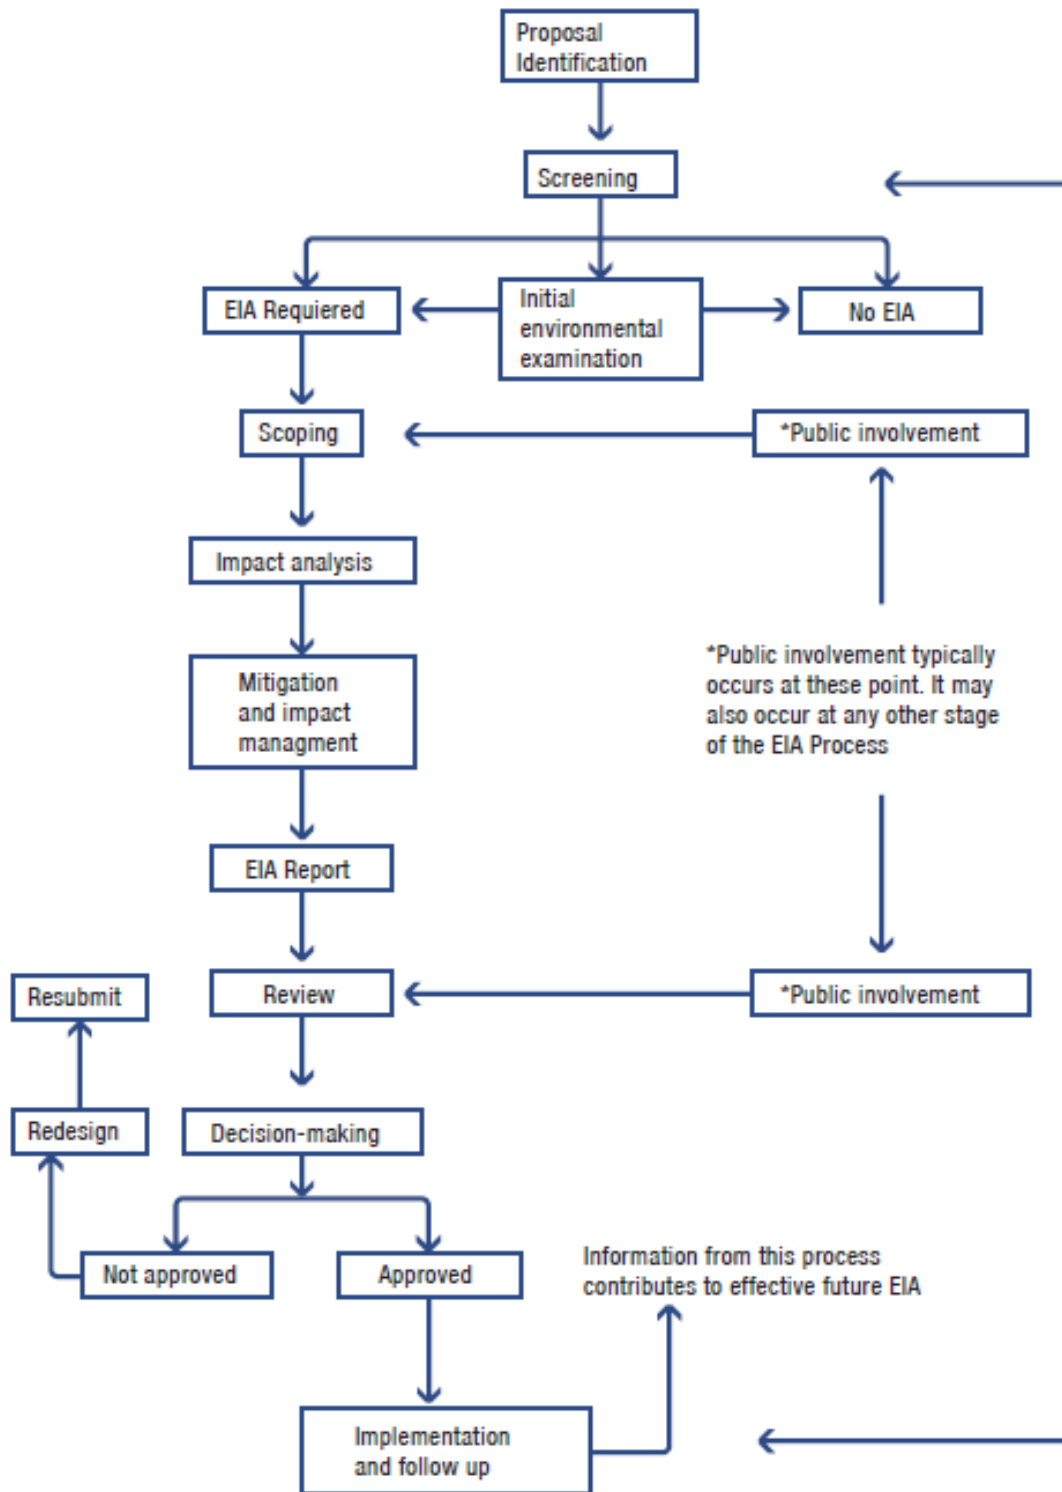 Proposal
Identification
Screening
EIA Requiered
Initial
environmental
examination
No EIA
Scoping
*Public involvement
Impact analysis
Mitigation
and impact
managment
*Public involvement typically
occurs at these point. It may
also occur at any other stage
of the EIA Process
EIA Report
Resubmit
Review
*Public involvement
Redesign
Decision-making
Not approved
Approved
Information from this process
contributes to effective future EIA
Implementation
and follow up